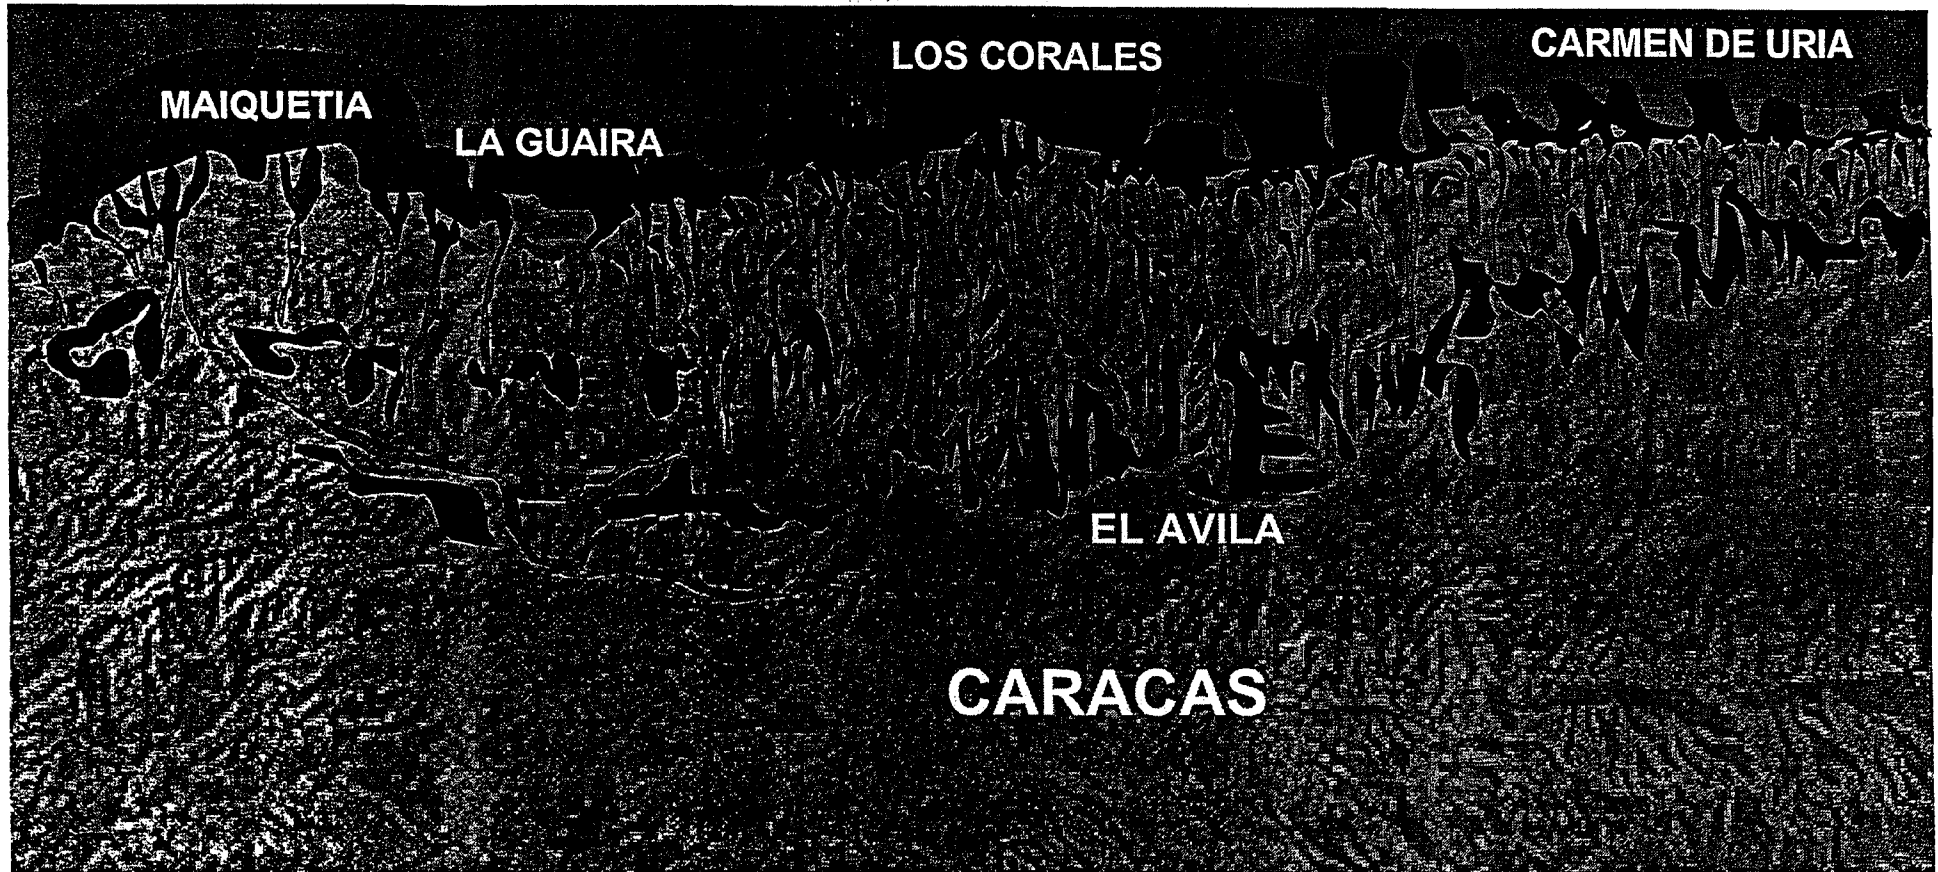 LOS CORALES
CARMEN DE URIA
MAIQUETIA
LA GUAIRA
EL AVILA
CARACAS